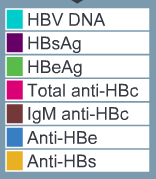 HBV DNA
HBsAg
HBeAg
Total anti-HBc
IgM anti-HBc
Anti-HBe
Anti-HBs